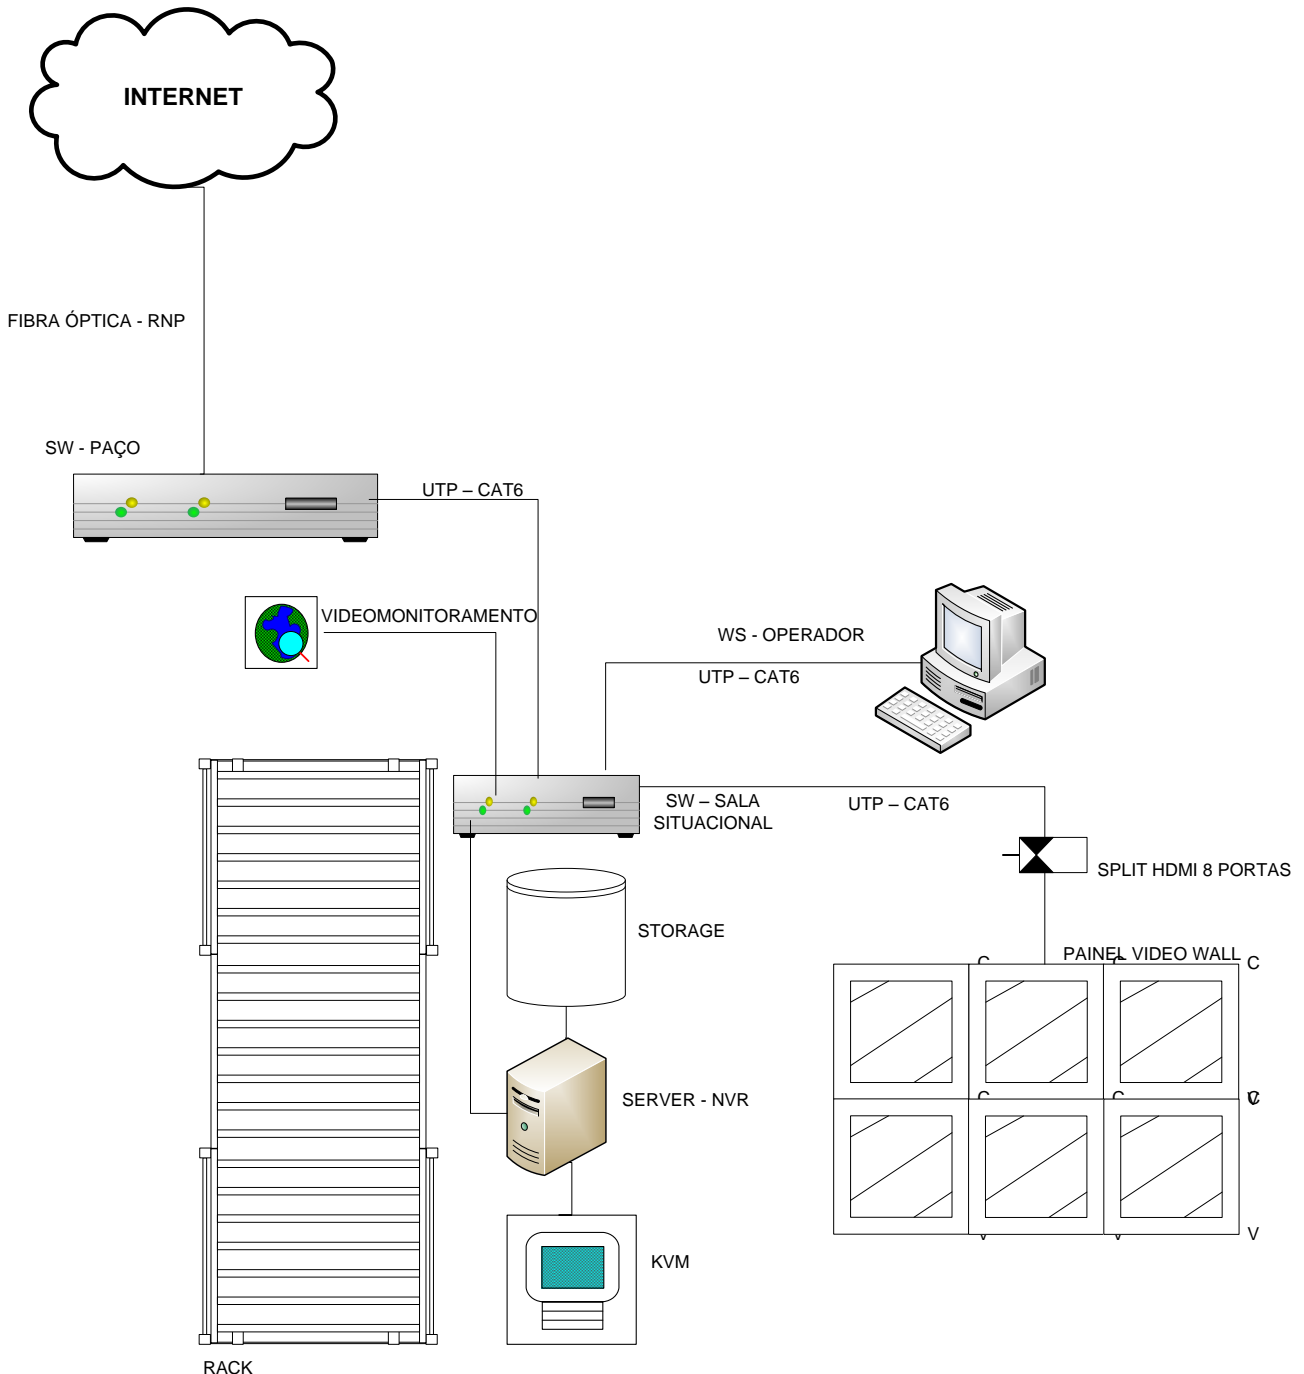 INTERNET
FIBRA ÓPTICA - RNP
SW - PAÇO
UTP – CAT6
VIDEOMONITORAMENTO
WS - OPERADOR
UTP – CAT6
SW – SALA
SITUACIONAL
UTP – CAT6
SPLIT HDMI 8 PORTAS
STORAGE
PAINEL VIDEO WALL
C
C
C
SERVER - NVR
C
C
C
V
V
V
V
KVM
RACK